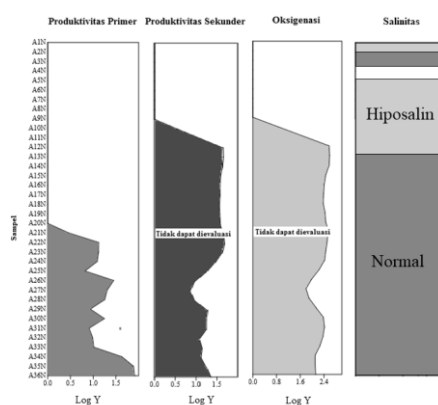 Produktivitas Primer
Produktivitas Sekunder
Oksigenasi
Salinitas
Sampel
A1N
A2N
A3N
A4N
A5N
A6N
A7N
A8N
A9N
A10N
A11N
A12N
A13N
A14N
A15N
A16N
A17N
A18N
A19N
A20N
A21N
A22N
A23N
A24N
A25N
A26N
A27N
A28N
A29N
A30N
A31N
A32N
A33N
A34N
A35N
A36N
Tidak dapat dievaluasi
Tidak dapat dievaluasi
Hiposalin
Normal
0.0 0.5 1.0 1.5
0.0 1.0
0.0 0.8 1.6 2.4
Log Y
Log Y
Log Y